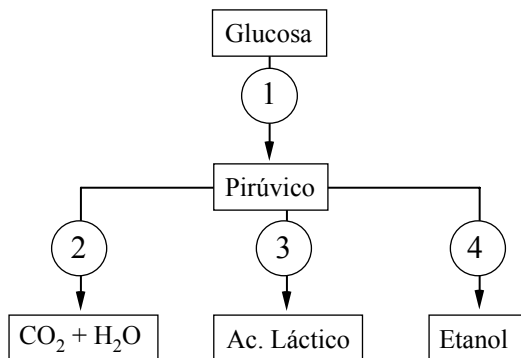 Glucosa
1
Pirúvico
2
3
4
CO₂ + H₂O
Ac. Láctico
Etanol